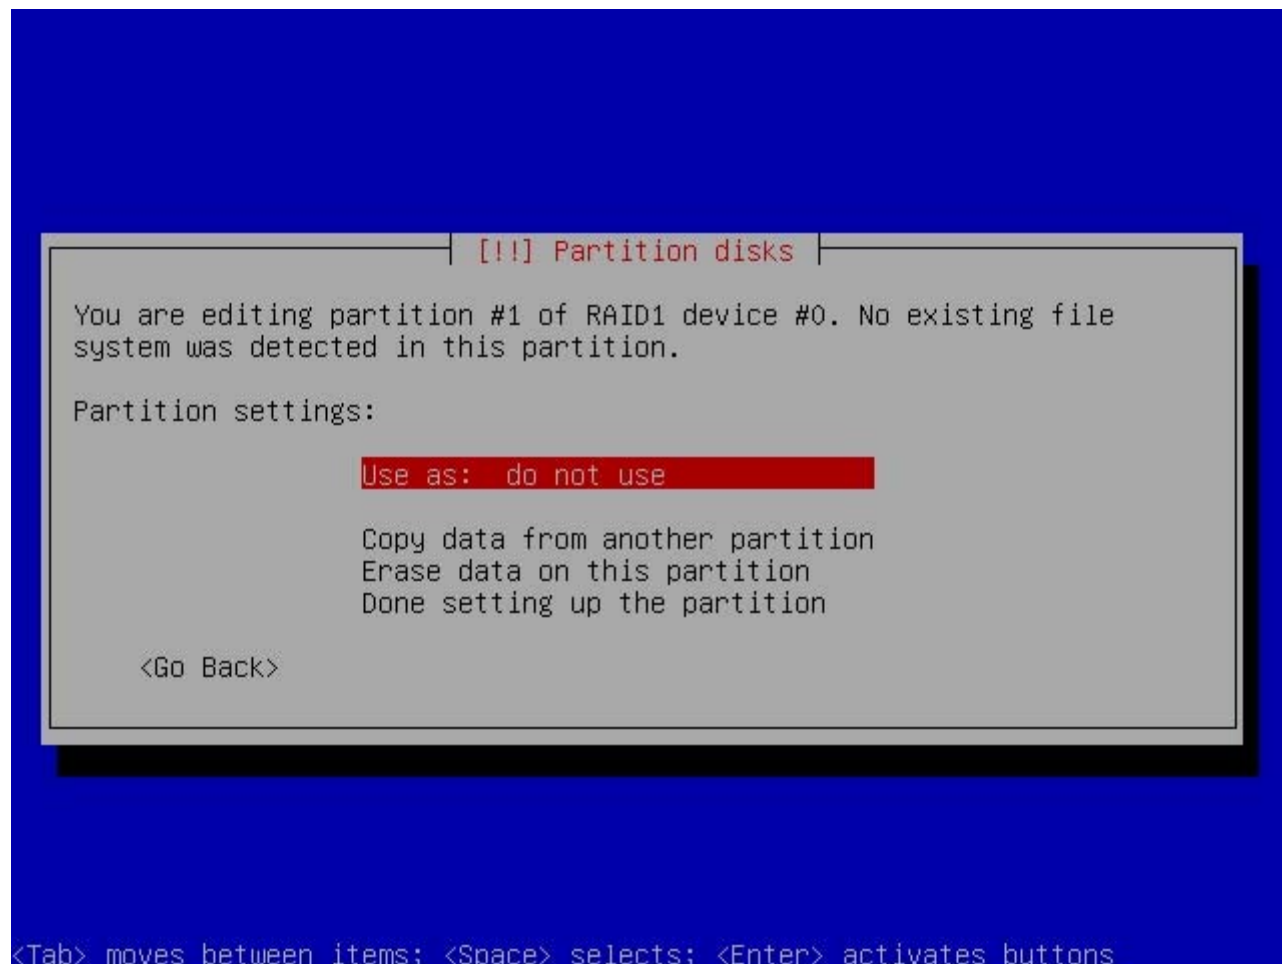 [!!] Partition disks
You are editing partition #1 of RAID1 device #0. No existing file
system was detected in this partition.
Partition settings:
Use as:  do not use
Copy data from another partition
Erase data on this partition
Done setting up the partition
<Go Back>
<Tab> moves between items; <Space> selects; <Enter> activates buttons